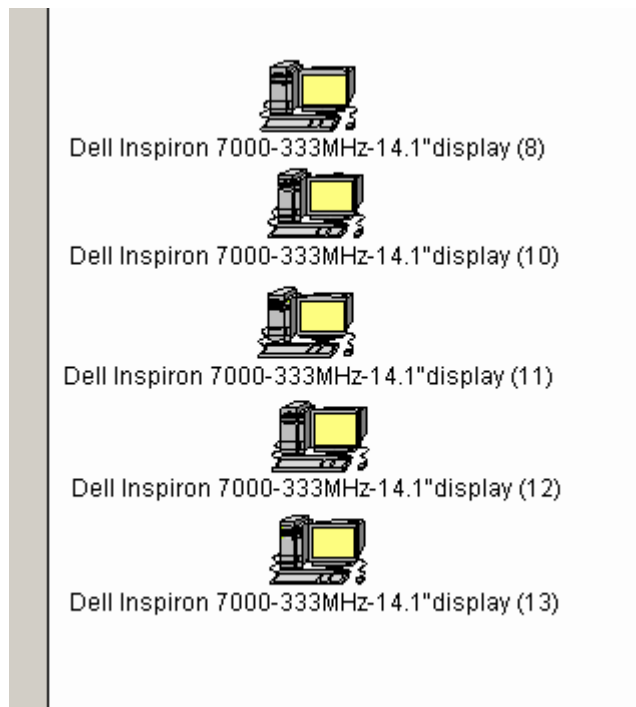 Dell Inspiron 7000-333MHz-14.1"display (8)
Dell Inspiron 7000-333MHz-14.1"display (10)
Dell Inspiron 7000-333MHz-14.1"display (11)
Dell Inspiron 7000-333MHz-14.1"display (12)
Dell Inspiron 7000-333MHz-14.1"display (13)